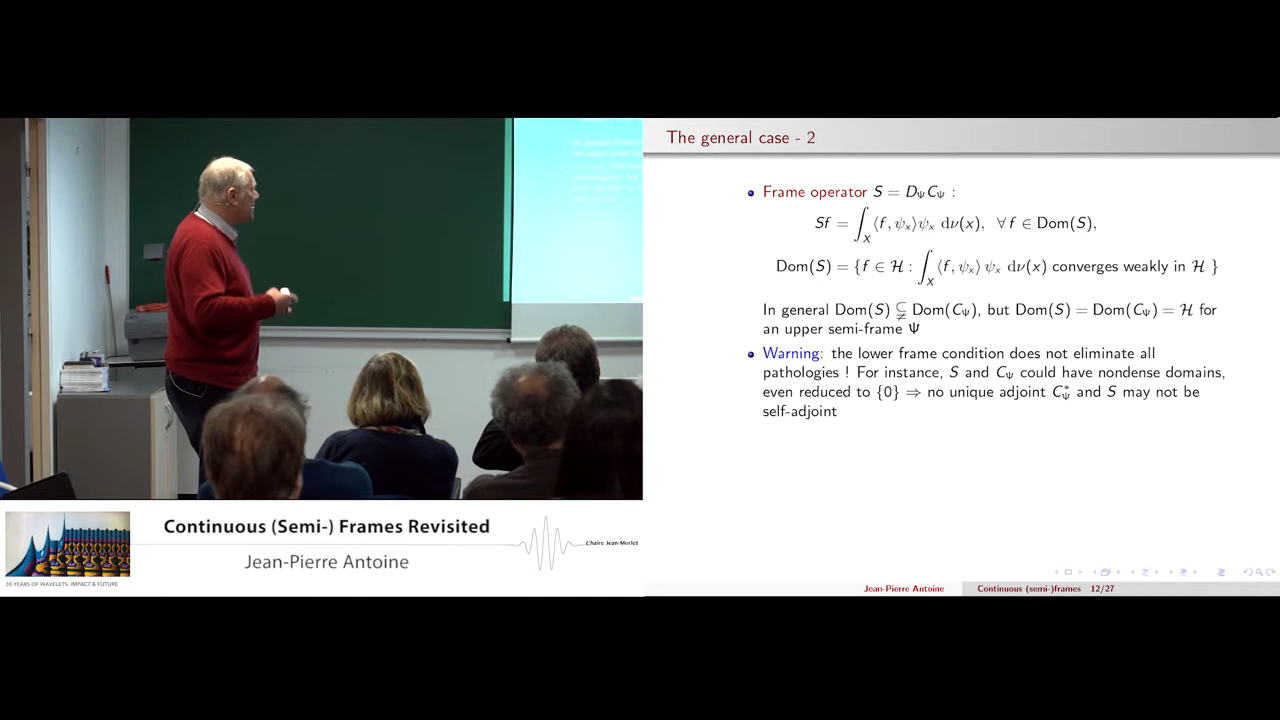 The general case - 2
Frame operator S = D_Ψ C_Ψ :
Sf = ∫_X ⟨f, ψ_x⟩ψ_x dν(x), ∀ f ∈ Dom(S),
Dom(S) = {f ∈ ℋ : ∫_X ⟨f, ψ_x⟩ ψ_x dν(x) converges weakly in ℋ }
In general Dom(S) ⊊ Dom(C_Ψ), but Dom(S) = Dom(C_Ψ) = ℋ for
an upper semi-frame Ψ
Warning: the lower frame condition does not eliminate all
pathologies ! For instance, S and C_Ψ could have nondense domains,
even reduced to {0} ⇒ no unique adjoint C*_Ψ and S may not be
self-adjoint
Continuous (Semi-) Frames Revisited
Jean-Pierre Antoine
Chaire Jean-Morlet
30 YEARS OF WAVELETS: IMPACT & FUTURE
Jean-Pierre Antoine
Continuous (semi-)frames 12/27